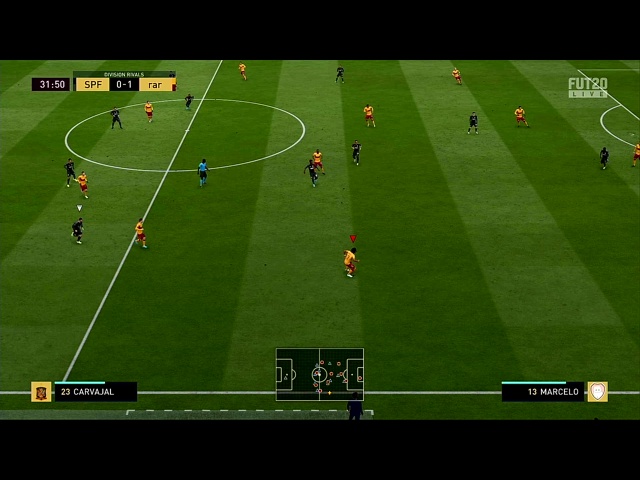 DIVISION RIVALS
31:50 SPF 0-1 rar
FUT20
LIVE
23 CARVAJAL
13 MARCELO